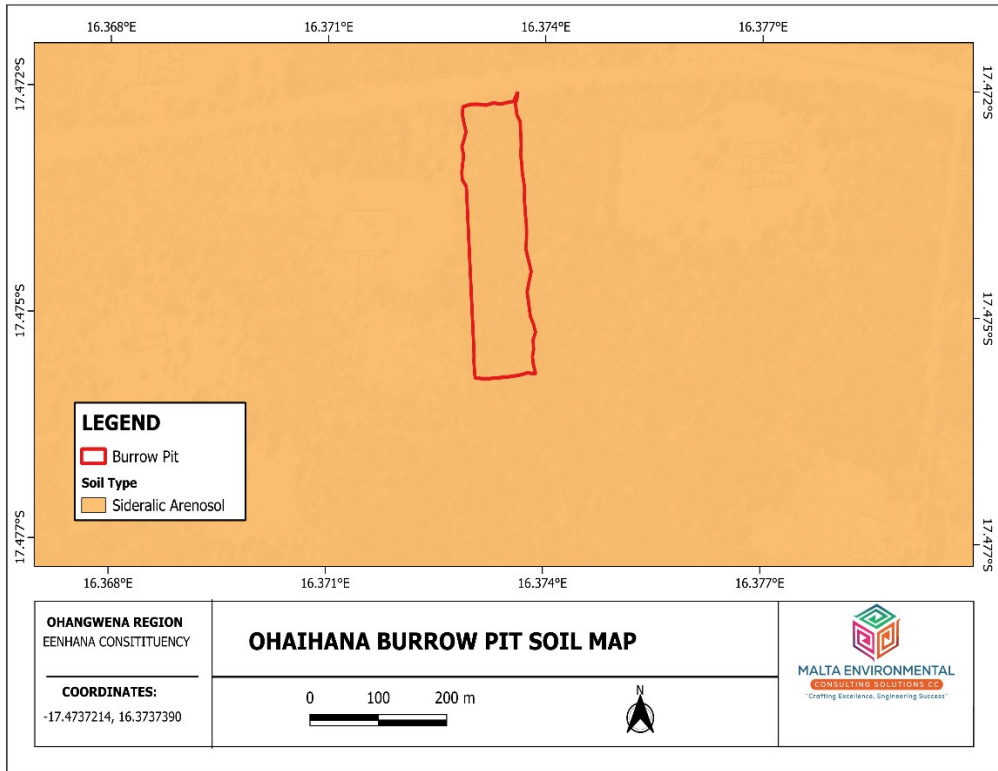 16.368°E 16.371°E 16.374°E 16.377°E
17.472°S 17.472°S
17.475°S 17.475°S
17.477°S 17.477°S
LEGEND
Burrow Pit
Soil Type
Sideralic Arenosol
16.368°E 16.371°E 16.374°E 16.377°E
OHANGWENA REGION
EENHANA CONSITITUENCY
COORDINATES:
-17.4737214, 16.3737390
OHAIHANA BURROW PIT SOIL MAP
0 100 200 m
N
MALTA ENVIRONMENTAL
CONSULTING SOLUTIONS CC
"Crafting Excellence, Engineering Success"